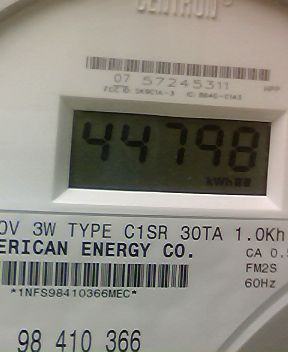 CENTRON®
07 57245311
44798
kWh
0V 3W TYPE C1SR 30TA 1.0Kh
ERICAN ENERGY CO.
CA 0.5
FM2S
60Hz
*1NFS98410366MEC*
98 410 366